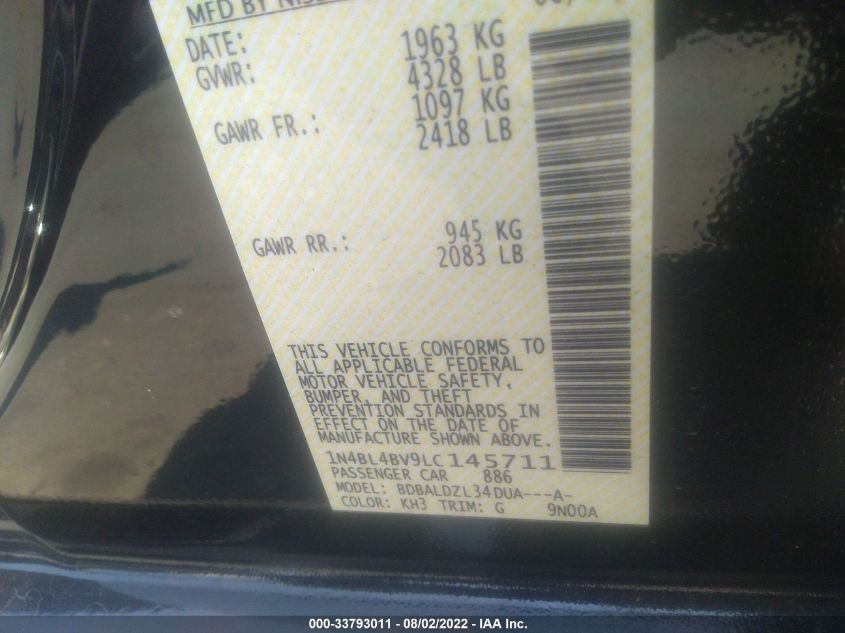 MFD BY
DATE:
1963 KG
GVWR:
4328 LB
1097 KG
GAWR FR.:
2418 LB
GAWR RR.:
945 KG
2083 LB
THIS VEHICLE CONFORMS TO
ALL APPLICABLE FEDERAL
MOTOR VEHICLE SAFETY,
BUMPER, AND THEFT
PREVENTION STANDARDS IN
EFFECT ON THE DATE OF
MANUFACTURE SHOWN ABOVE.
1N4BL4BV9LC145711
PASSENGER CAR 886
MODEL: BDBALDZL34DUA---A-
COLOR: KH3 TRIM: G 9N00A
000-33793011 - 08/02/2022 - IAA Inc.